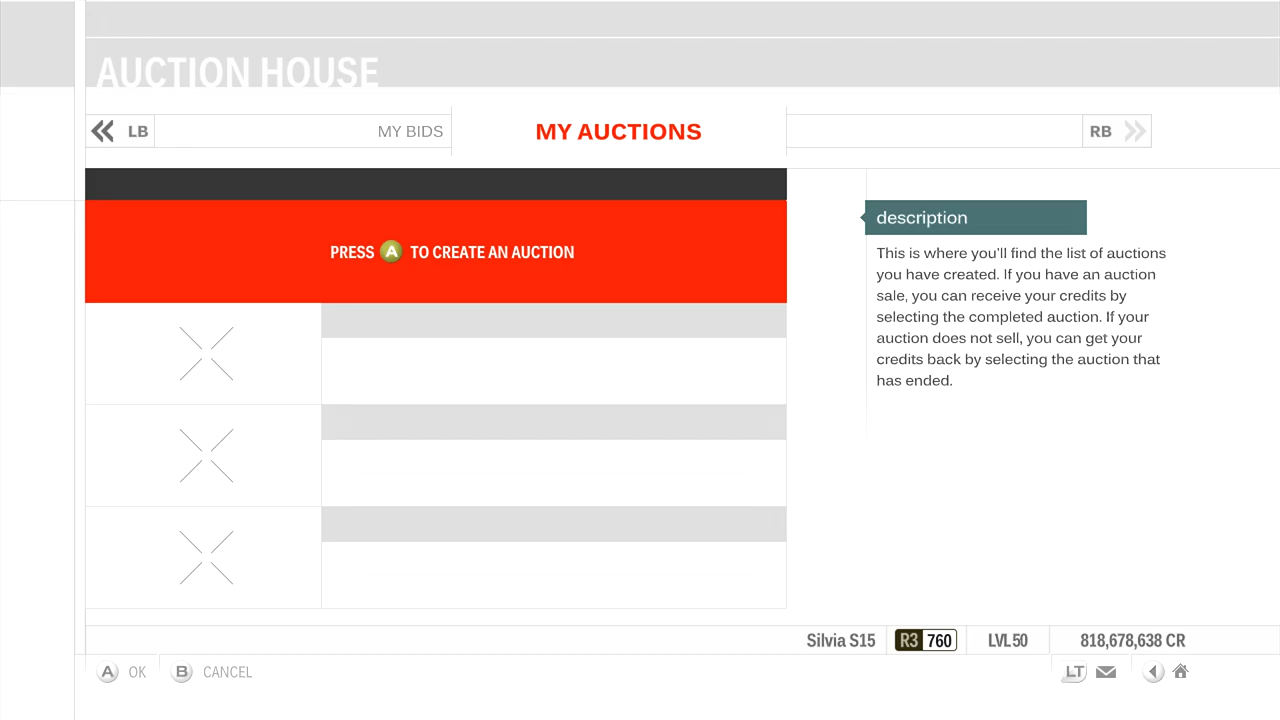 AUCTION HOUSE
LB
MY BIDS
MY AUCTIONS
RB
PRESS A TO CREATE AN AUCTION
description
This is where you'll find the list of auctions
you have created. If you have an auction
sale, you can receive your credits by
selecting the completed auction. If your
auction does not sell, you can get your
credits back by selecting the auction that
has ended.
Silvia S15
R3 760
LVL50
818,678,638 CR
A OK
B CANCEL
LT